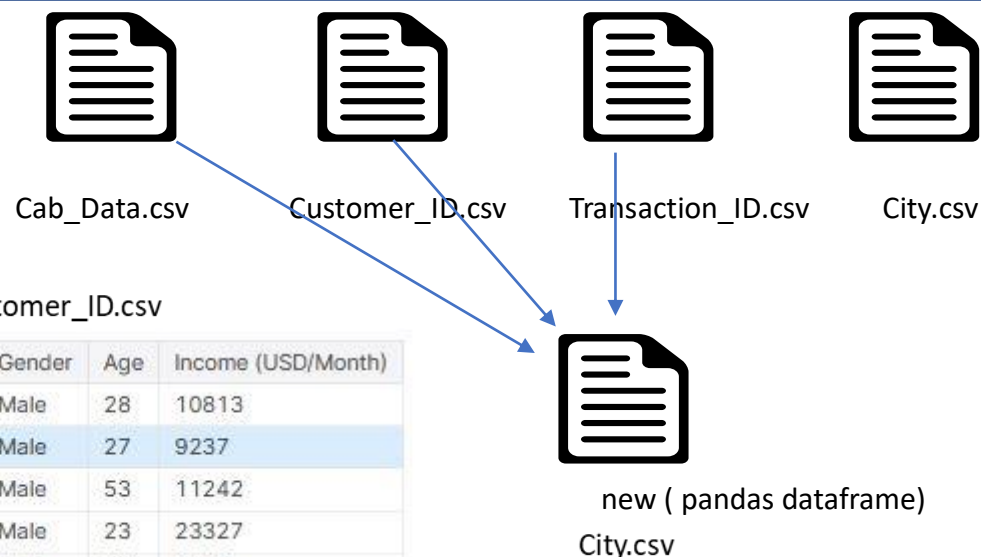 Cab_Data.csv
Customer_ID.csv
Transaction_ID.csv
City.csv
tomer_ID.csv
Gender Age Income (USD/Month)
Male 28 10813
Male 27 9237
Male 53 11242
Male 23 23327
new ( pandas dataframe)
City.csv